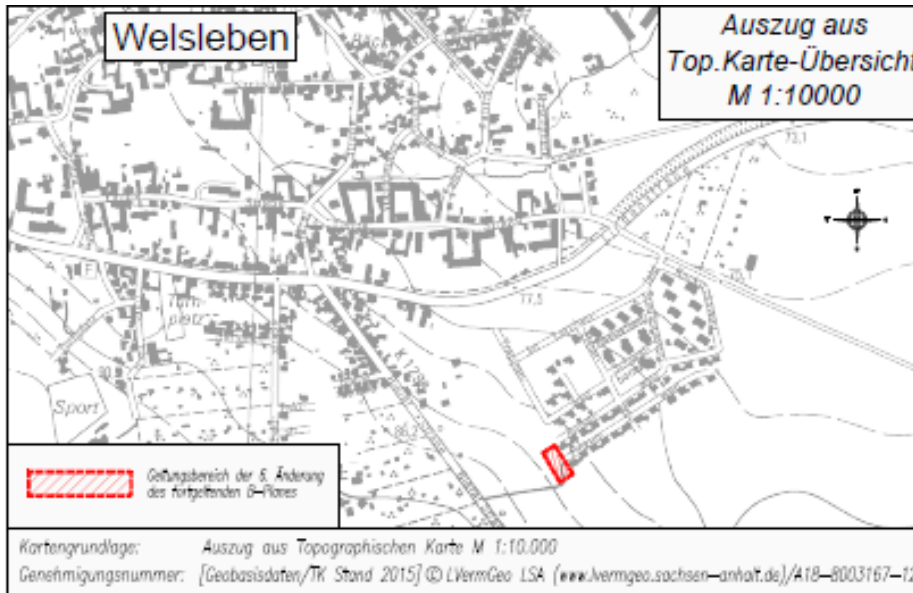 Welsleben
Auszug aus
Top.Karte-Übersicht
M 1:10000
73,1
77,5
Sport
Geltungsbereich der 6. Änderung
des fortgeltenden B-Planes
Kartengrundlage: Auszug aus Topographischen Karte M 1:10.000
Genehmigungsnummer: [Geobasisdaten/TK Stand 2015] © LVermGeo LSA (www.lvermgeo.sachsen-anhalt.de)/A18-8003167-12